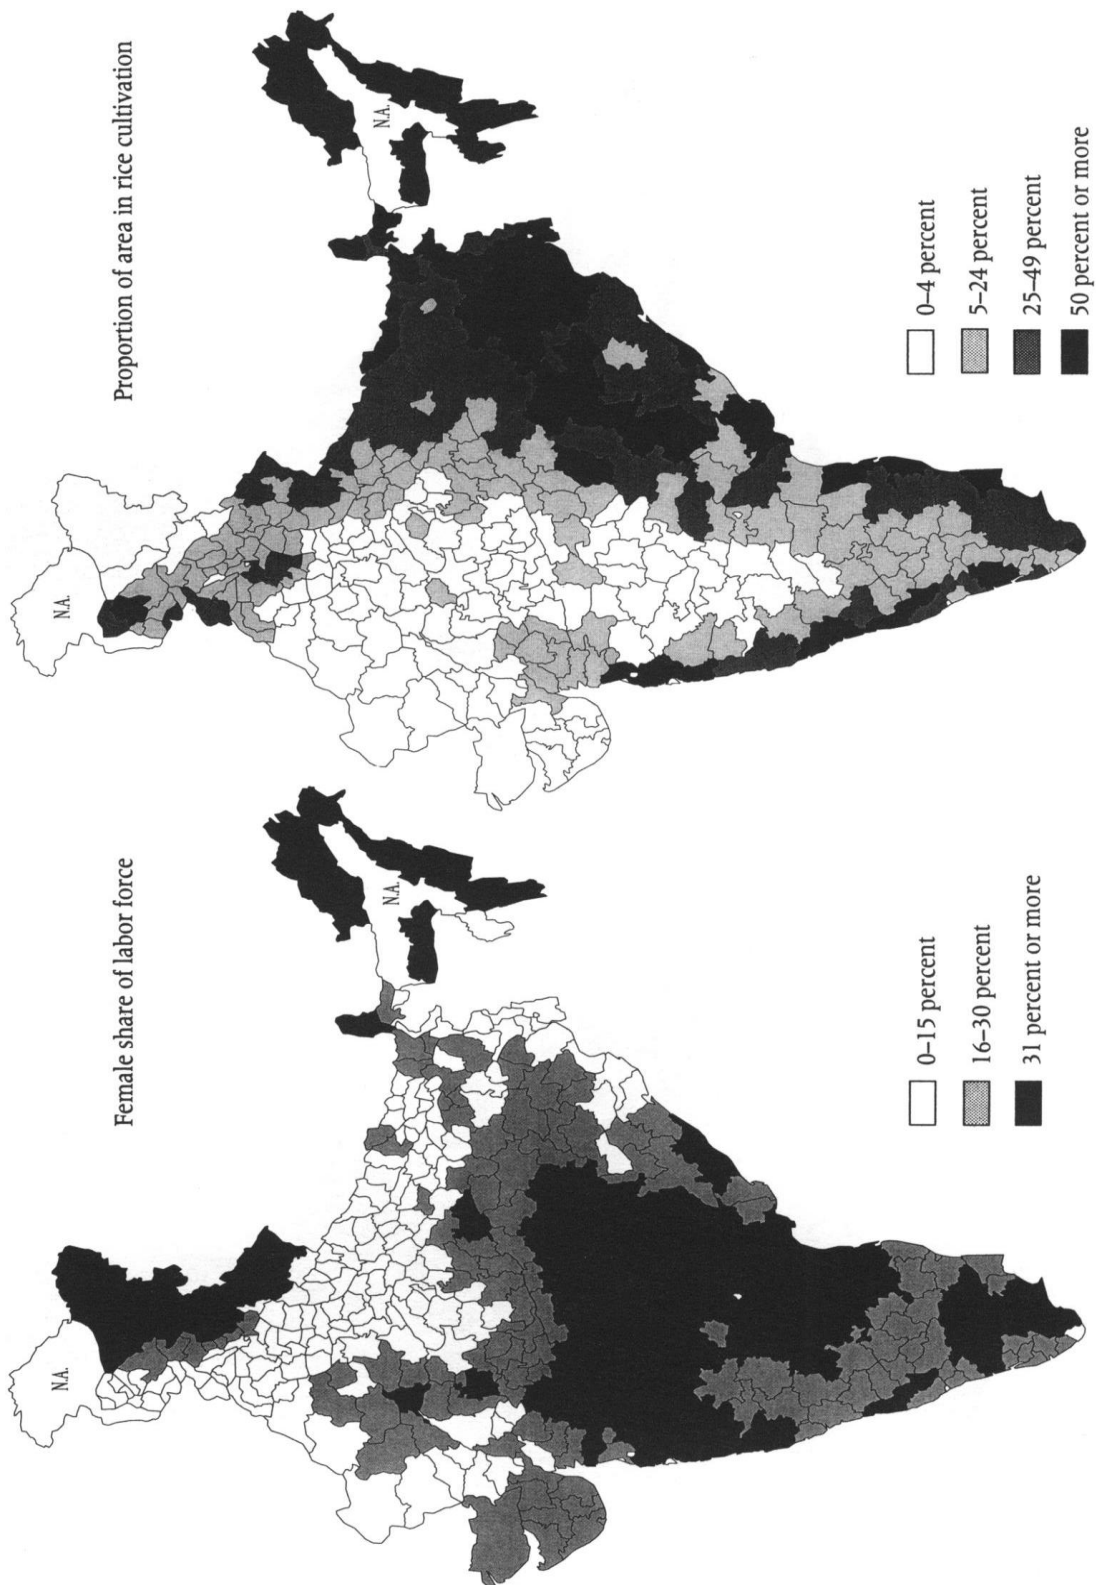 Female share of labor force
N.A.
N.A.
0–15 percent
16–30 percent
31 percent or more
Proportion of area in rice cultivation
N.A.
N.A.
0–4 percent
5–24 percent
25–49 percent
50 percent or more